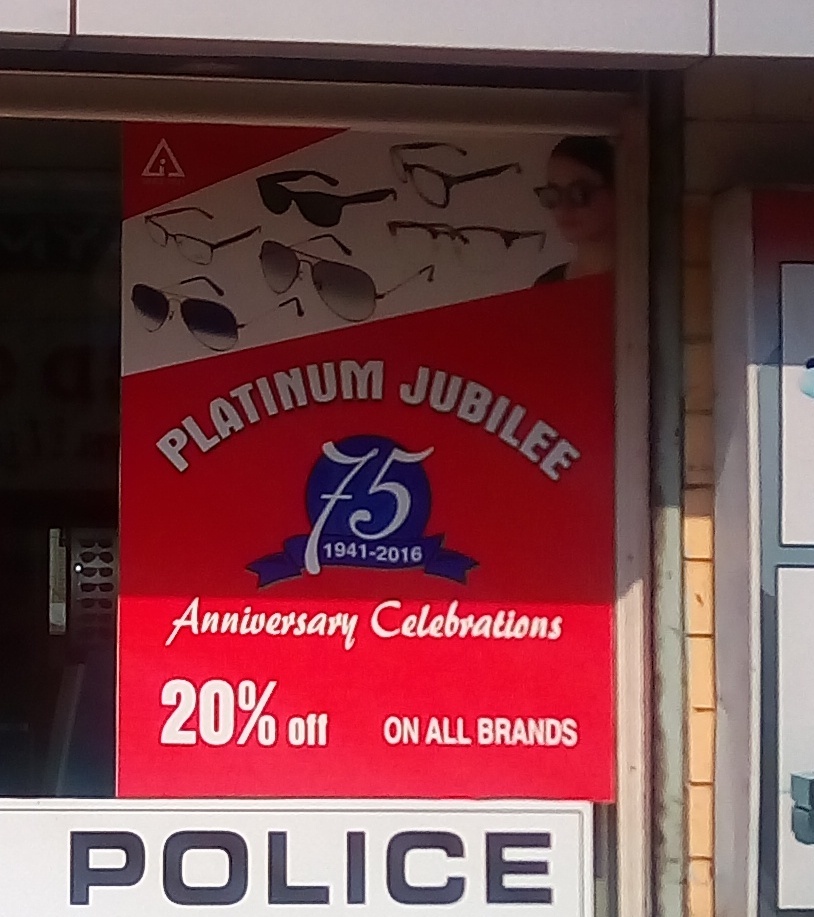 PLATINUM JUBILEE
75
1941-2016
Anniversary Celebrations
20% off ON ALL BRANDS
POLICE